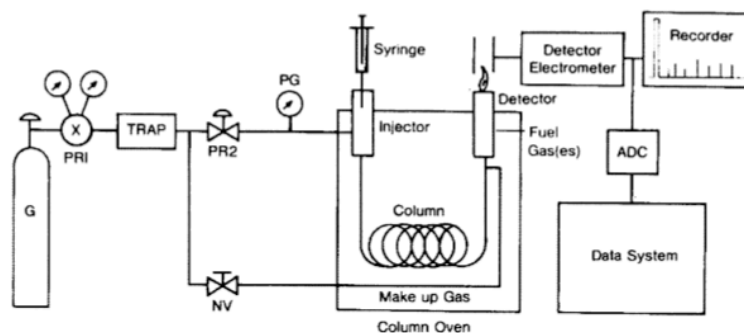 Syringe
Detector
Electrometer
Recorder
PG
Detector
TRAP
Injector
Fuel
Gas(es)
X
PRI
PR2
ADC
G
Column
Data System
NV
Make up Gas
Column Oven